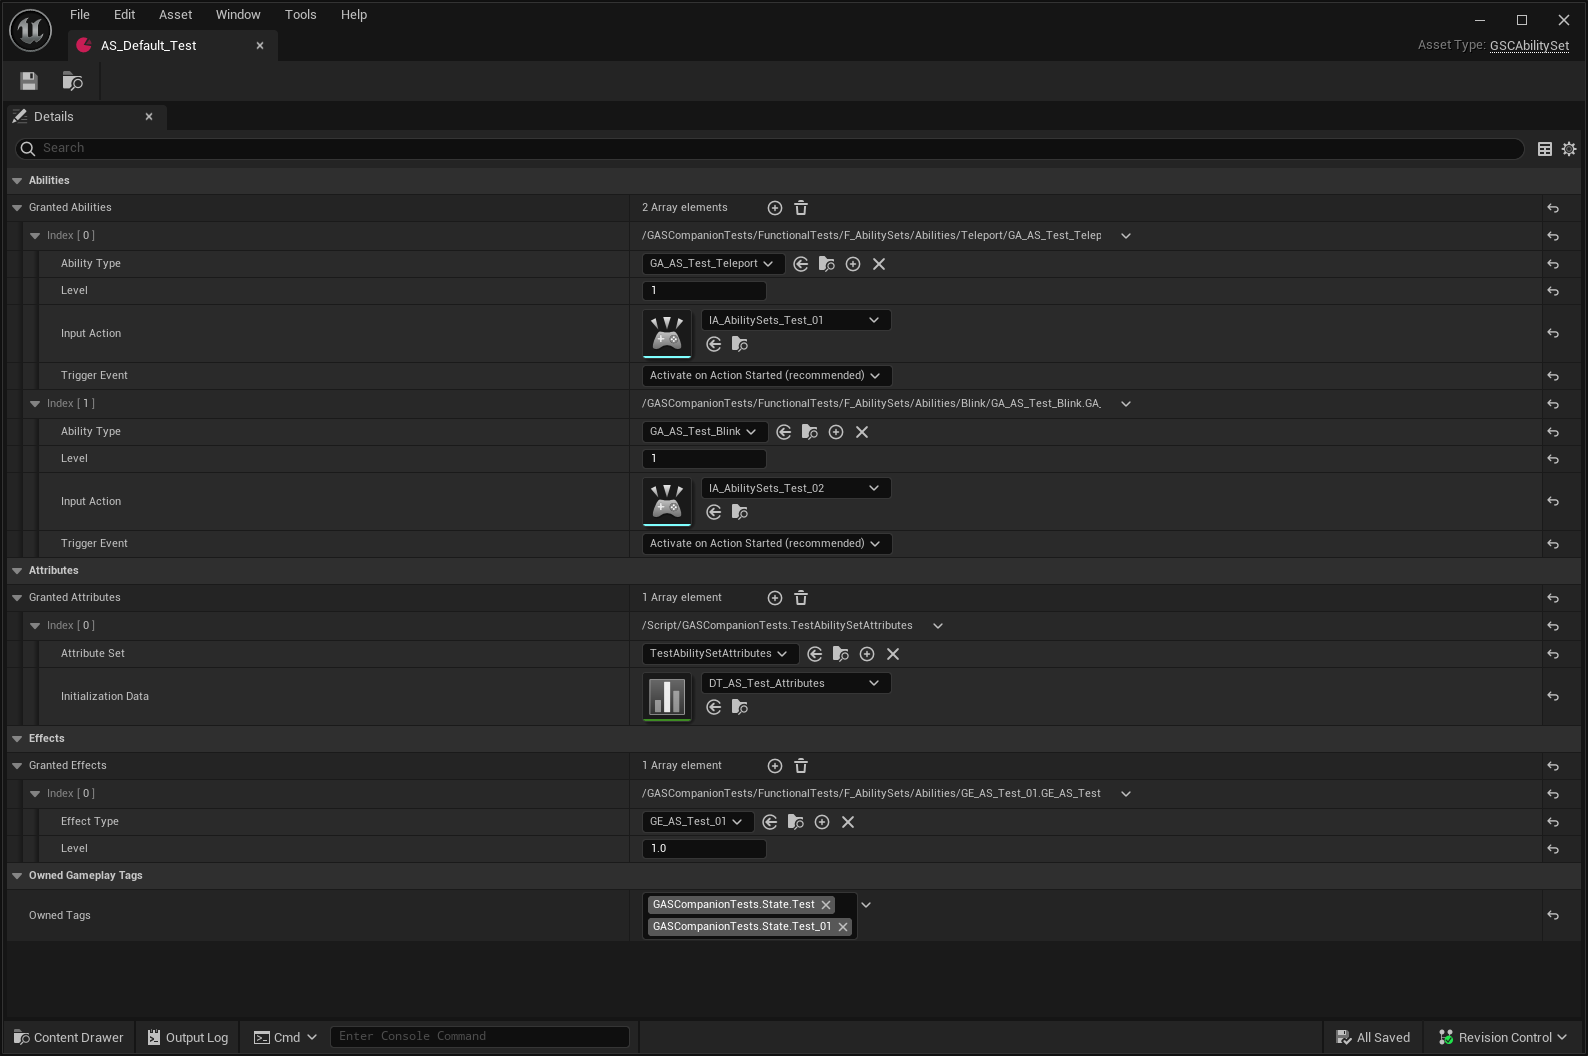 File Edit Asset Window Tools Help
AS_Default_Test
Asset Type: GSCAbilitySet
Details
Search
Abilities
Granted Abilities 2 Array elements
Index [ 0 ] /GASCompanionTests/FunctionalTests/F_AbilitySets/Abilities/Teleport/GA_AS_Test_Telep
Ability Type GA_AS_Test_Teleport
Level 1
IA_AbilitySets_Test_01
Input Action
Trigger Event Activate on Action Started (recommended)
Index [ 1 ] /GASCompanionTests/FunctionalTests/F_AbilitySets/Abilities/Blink/GA_AS_Test_Blink.GA_
Ability Type GA_AS_Test_Blink
Level 1
IA_AbilitySets_Test_02
Input Action
Trigger Event Activate on Action Started (recommended)
Attributes
Granted Attributes 1 Array element
Index [ 0 ] /Script/GASCompanionTests.TestAbilitySetAttributes
Attribute Set TestAbilitySetAttributes
DT_AS_Test_Attributes
Initialization Data
Effects
Granted Effects 1 Array element
Index [ 0 ] /GASCompanionTests/FunctionalTests/F_AbilitySets/Abilities/GE_AS_Test_01.GE_AS_Test
Effect Type GE_AS_Test_01
Level 1.0
Owned Gameplay Tags
GASCompanionTests.State.Test
Owned Tags
GASCompanionTests.State.Test_01
Content Drawer Output Log Cmd Enter Console Command All Saved Revision Control